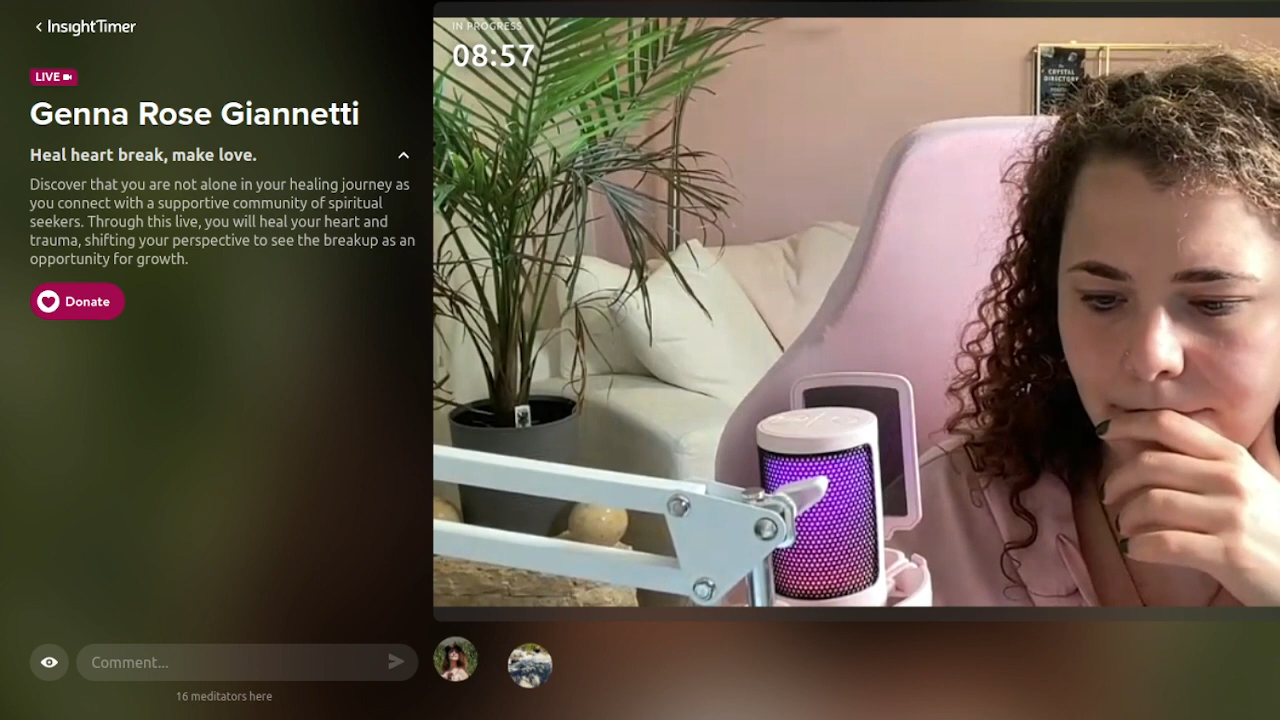 InsightTimer
LIVE
Genna Rose Giannetti
Heal heart break, make love.
Discover that you are not alone in your healing journey as
you connect with a supportive community of spiritual
seekers. Through this live, you will heal your heart and
trauma, shifting your perspective to see the breakup as an
opportunity for growth.
Donate
Comment...
16 meditators here
IN PROGRESS
08:57
CRYSTAL
DIRECTORY